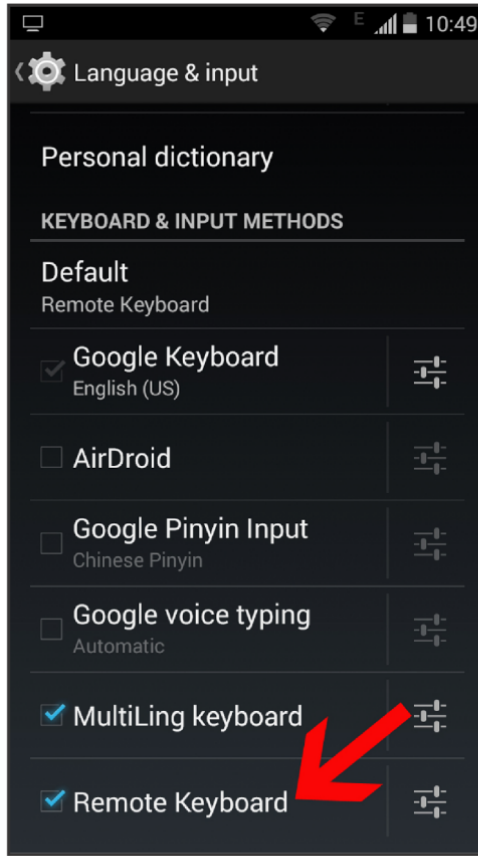 E 10:49
Language & input
Personal dictionary
KEYBOARD & INPUT METHODS
Default
Remote Keyboard
Google Keyboard
English (US)
AirDroid
Google Pinyin Input
Chinese Pinyin
Google voice typing
Automatic
MultiLing keyboard
Remote Keyboard